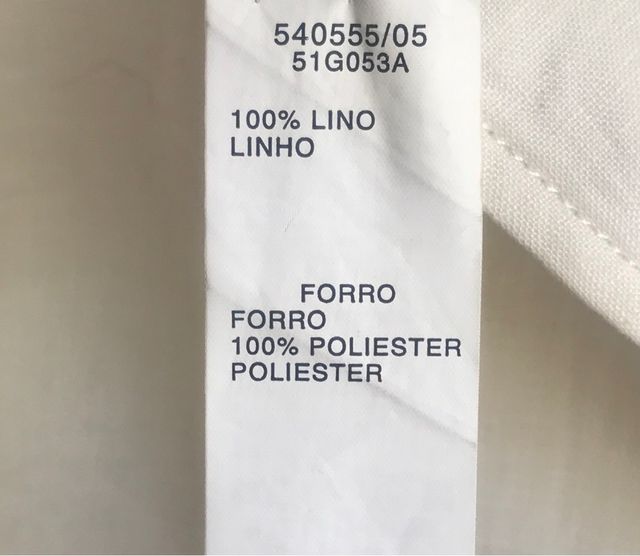 540555/05
51G053A
100% LINO
LINHO
FORRO
FORRO
100% POLIESTER
POLIESTER